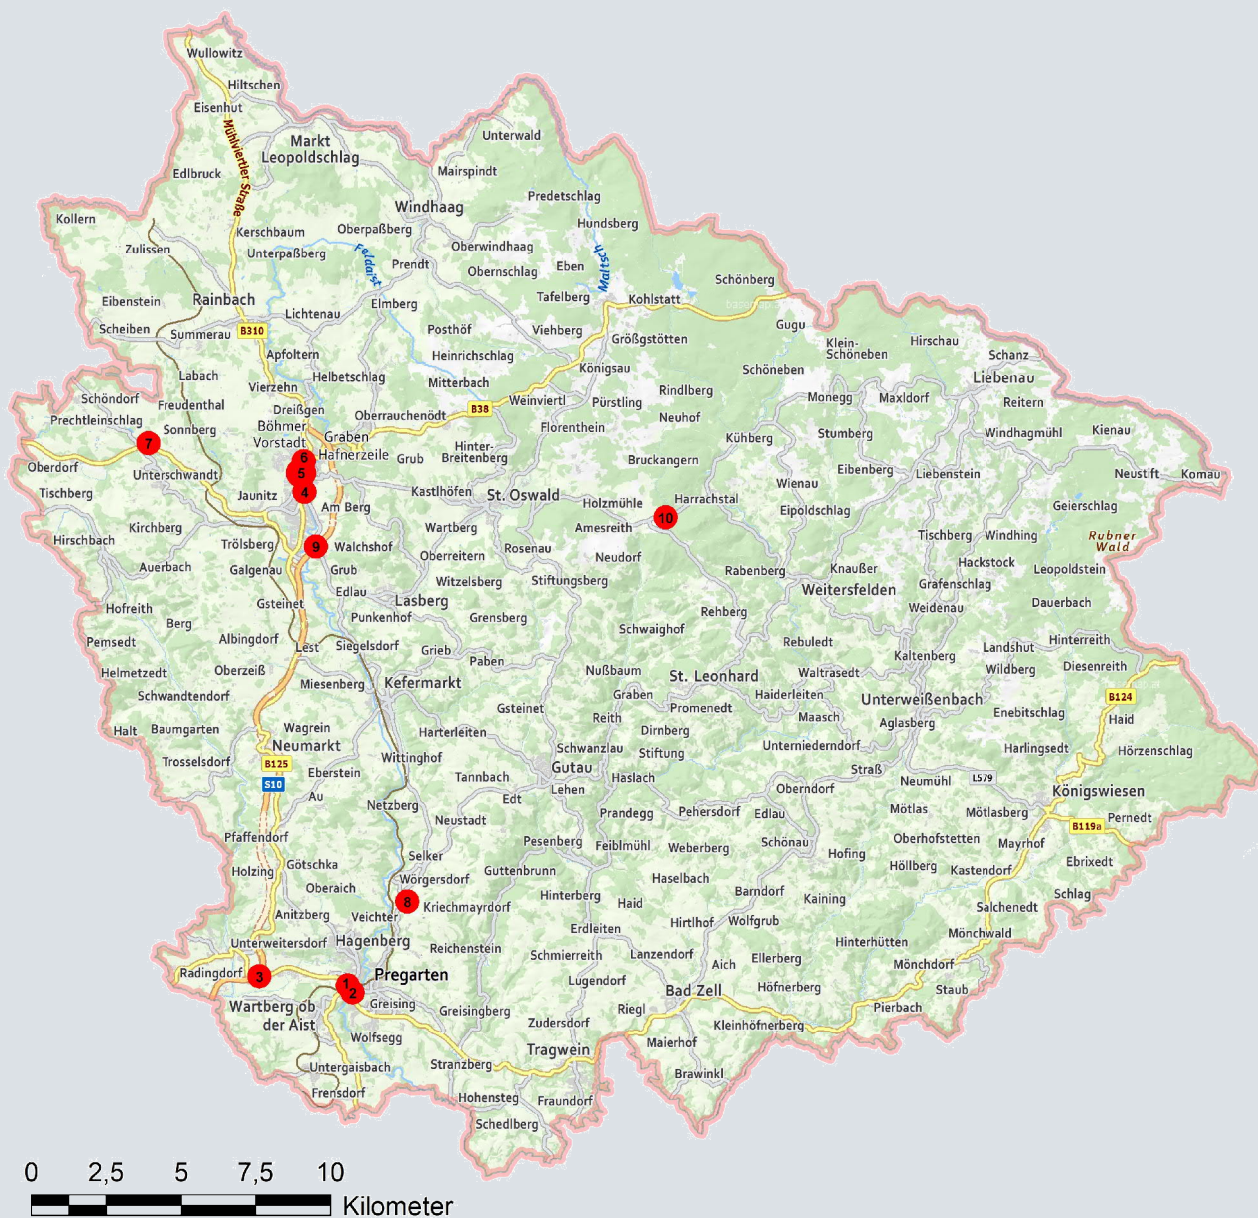 Wullowitz
Hiltschen
Eisenhut
Mühlviertler Straße
Markt
Leopoldschlag
Unterwald
Edlbruck
Mairspindt
Predetschlag
Kollern
Windhaag
Hundsberg
Kerschbaum
Oberpaßberg
Zulissen
Unterpaßberg
Feldaist
Oberwindhaag
Maltsch
Prendt
Obernschlag
Eben
Schönberg
Eibenstein
Rainbach
Elmberg
Tafelberg
Kohlstatt
Lichtenau
Scheiben
Summerau
B310
Posthöf
Viehberg
Größgstötten
Gugu
Klein-
Schöneben
Hirschau
Apfoltern
Heinrichschlag
Königsau
Schanz
Labach
Helbetschlag
Mitterbach
Schöneben
Liebenau
Vierzehn
Rindlberg
Monegg
Maxldorf
Reitern
Schöndorf
Freudenthal
Dreißgen
Oberrauchenödt
B38
Weinviertl
Pürstling
Neuhof
Prechtleinschlag
Sonnberg
Böhmer
Vorstadt
Graben
Florenthein
Kühberg
Stumberg
Windhagmühl
Kienau
7
6
Hafnerzeile
Grub
Hinter-
Breitenberg
Bruckangern
Oberdorf
Unterschwandt
5
Wienau
Eibenberg
Liebenstein
Neustift
Komau
Tischberg
Jaunitz
4
Kastlhöfen
St. Oswald
Holzmühle
Harrachstal
Eipoldschlag
Geierschlag
Am Berg
10
Kirchberg
Wartberg
Amesreith
Tischberg
Windhing
Rubner
Wald
Hirschbach
Trölsberg
9
Walchshof
Oberreitern
Rosenau
Neudorf
Auerbach
Galgenau
Grub
Rabenberg
Knaußer
Hackstock
Leopoldstein
Witzelsberg
Stiftungsberg
Weitersfelden
Grafenschlag
Edlau
Lasberg
Hofreith
Gsteinet
Punkenhof
Grensberg
Rehberg
Weidenau
Dauerbach
Berg
Schwaighof
Pemsedt
Albingdorf
Lest
Siegelsdorf
Grieb
Rebuledt
Kaltenberg
Landshut
Hinterreith
Helmetzedt
Oberzeiß
Paben
Nußbaum
St. Leonhard
Waltrasedt
Wildberg
Diesenreith
Miesenberg
Kefermarkt
Schwandtendorf
Graben
Haiderleiten
Unterweißenbach
B124
Gsteinet
Promenedt
Enebitschlag
Halt
Baumgarten
Wagrein
Harterleiten
Reith
Dirnberg
Maasch
Aglasberg
Haid
Neumarkt
Schwanzlau
Stiftung
Unterniederndorf
Harlingsedt
Hörzenschlag
Trosselsdorf
B125
Wittinghof
Gutau
Straß
S10
Eberstein
Tannbach
Haslach
Neumühl
L579
Lehen
Oberndorf
Königswiesen
Au
Netzberg
Edt
Prandegg
Pehersdorf
Edlau
Mötlas
Mötlasberg
Pernedt
Neustadt
B119a
Pfaffendorf
Pesenberg
Feiblmühl
Weberberg
Schönau
Oberhofstetten
Mayrhof
Götschka
Selker
Hofing
Ebrixedt
Holzing
Wörgersdorf
Guttenbrunn
Haselbach
Höllberg
Kastendorf
Oberaich
8
Hinterberg
Barndorf
Kaining
Schlag
Anitzberg
Veichter
Kriechmayrdorf
Haid
Hirtlhof
Wolfgrub
Salchenedt
Unterweitersdorf
Hagenberg
Reichenstein
Erdleiten
Hinterhütten
Mönchwald
Schmierreith
Lanzendorf
Ellerberg
Radingdorf
3
1
2
Pregarten
Lugendorf
Aich
Mönchdorf
Wartberg ob
der Aist
Greising
Greisingberg
Bad Zell
Höfnerberg
Staub
Riegl
Pierbach
Zudersdorf
Kleinhöfnerberg
Wolfsegg
Maierhof
Untergaisbach
Stranzberg
Tragwein
Brawinkl
Frensdorf
Hohensteg
Fraundorf
Schedlberg
0 2,5 5 7,5 10
Kilometer